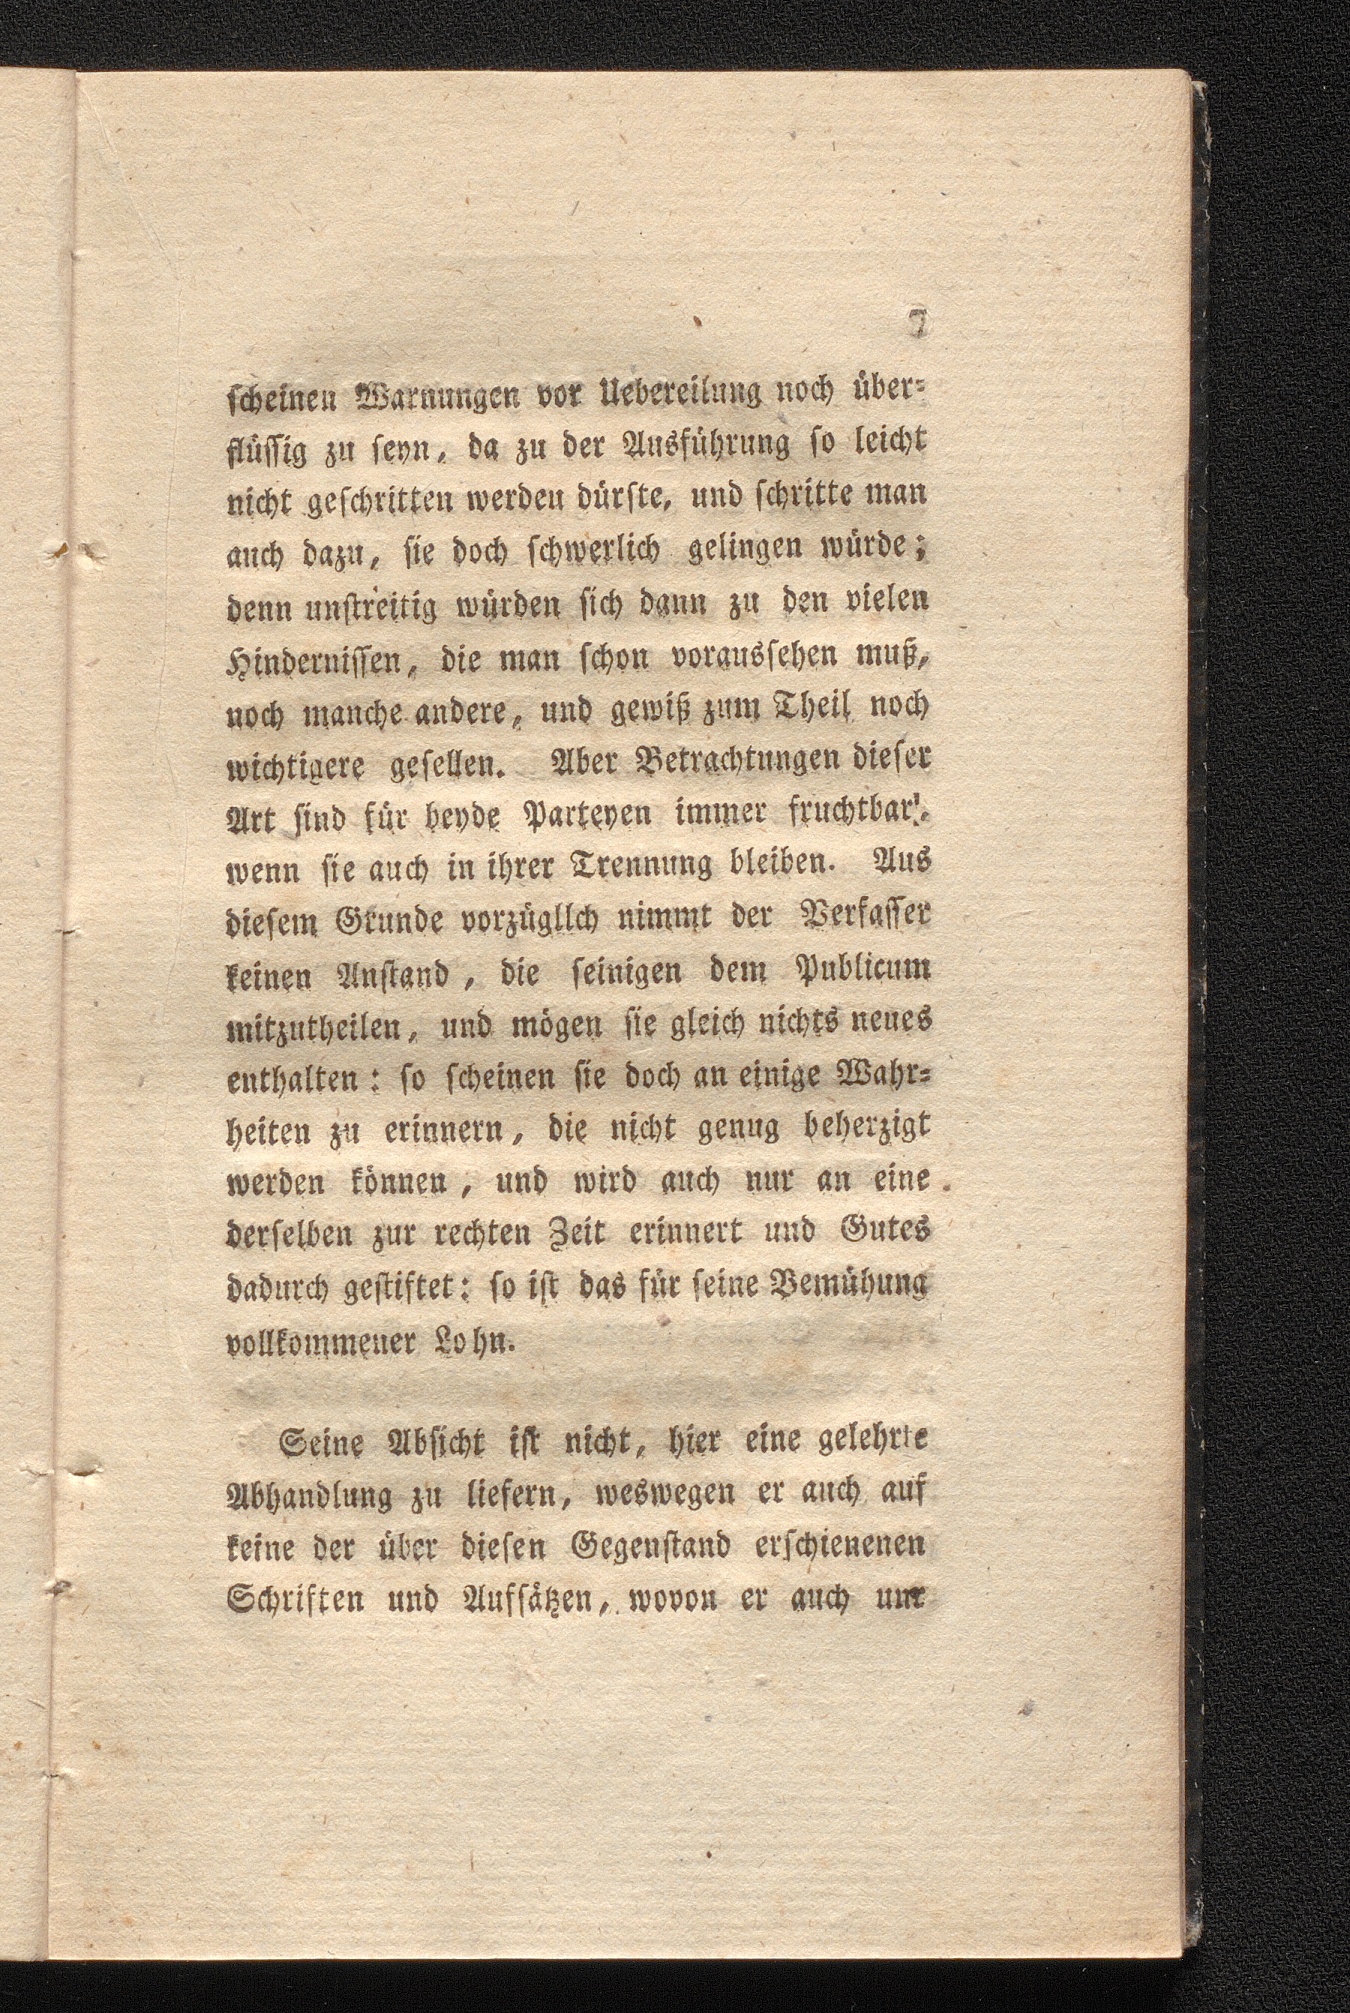 7
ſcheinen Warnungen vor Uebereilung noch über-
flüſſig zu ſeyn, da zu der Ausführung ſo leicht
nicht geſchritten werden dürfte, und ſchritte man
auch dazu, ſie doch ſchwerlich gelingen würde;
denn unſtreitig würden ſich dann zu den vielen
Hinderniſſen, die man ſchon vorausſehen muß,
noch manche andere, und gewiß zum Theil noch
wichtigere geſellen. Aber Betrachtungen dieſer
Art ſind für beyde Parteyen immer fruchtbar,
wenn ſie auch in ihrer Trennung bleiben. Aus
dieſem Grunde vorzügllch nimmt der Verfaſſer
keinen Anſtand, die ſeinigen dem Publicum
mitzutheilen, und mögen ſie gleich nichts neues
enthalten: ſo ſcheinen ſie doch an einige Wahr-
heiten zu erinnern, die nicht genug beherzigt
werden können, und wird auch nur an eine
derſelben zur rechten Zeit erinnert und Gutes
dadurch geſtiftet: ſo iſt das für ſeine Bemühung
vollkommener Lohn.
Seine Abſicht iſt nicht, hier eine gelehrte
Abhandlung zu liefern, weswegen er auch auf
keine der über dieſen Gegenſtand erſchienenen
Schriften und Aufſätzen, wovon er auch nur